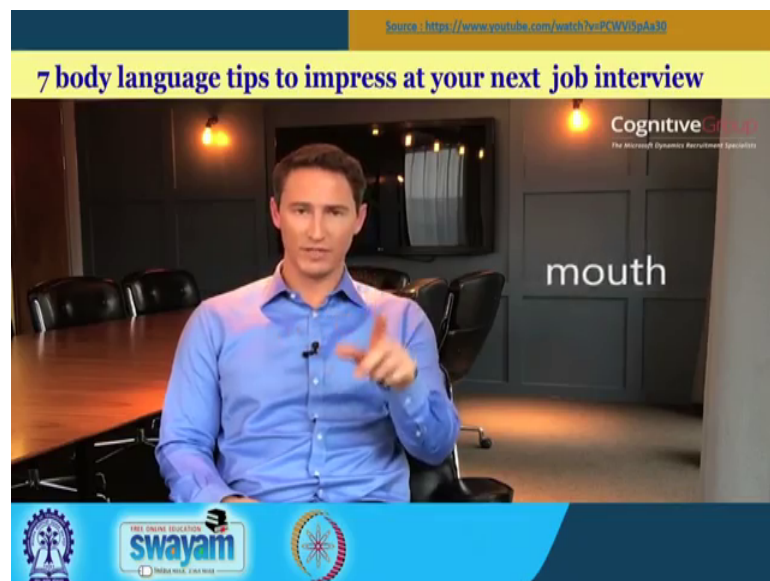 Source : https://www.youtube.com/watch?v=PCWVi5pAa30
7 body language tips to impress at your next job interview
CognitiveGroup
The Microsoft Dynamics Recruitment Specialists
mouth
FREE ONLINE EDUCATION
swayam